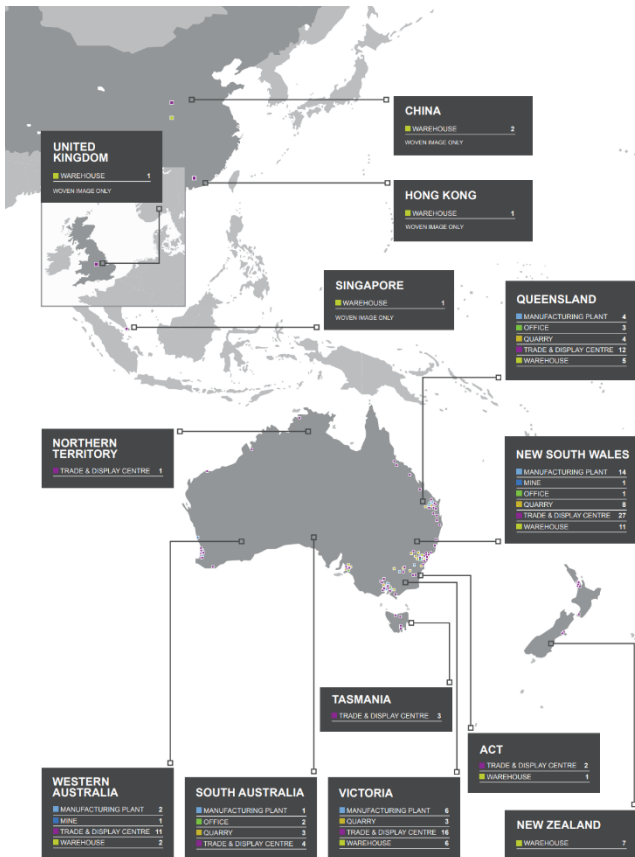 CHINA
WAREHOUSE 2
WOVEN IMAGE ONLY
UNITED
KINGDOM
WAREHOUSE 1
WOVEN IMAGE ONLY
HONG KONG
WAREHOUSE 1
WOVEN IMAGE ONLY
SINGAPORE
WAREHOUSE 1
WOVEN IMAGE ONLY
QUEENSLAND
MANUFACTURING PLANT 4
OFFICE 3
QUARRY 4
TRADE & DISPLAY CENTRE 12
WAREHOUSE 5
NORTHERN
TERRITORY
TRADE & DISPLAY CENTRE 1
NEW SOUTH WALES
MANUFACTURING PLANT 14
MINE 1
OFFICE 1
QUARRY 8
TRADE & DISPLAY CENTRE 27
WAREHOUSE 11
TASMANIA
TRADE & DISPLAY CENTRE 3
ACT
TRADE & DISPLAY CENTRE 2
WAREHOUSE 1
WESTERN
AUSTRALIA
MANUFACTURING PLANT 2
MINE 1
TRADE & DISPLAY CENTRE 11
WAREHOUSE 2
SOUTH AUSTRALIA
MANUFACTURING PLANT 1
OFFICE 2
QUARRY 3
TRADE & DISPLAY CENTRE 4
VICTORIA
MANUFACTURING PLANT 6
QUARRY 3
TRADE & DISPLAY CENTRE 16
WAREHOUSE 6
NEW ZEALAND
WAREHOUSE 7